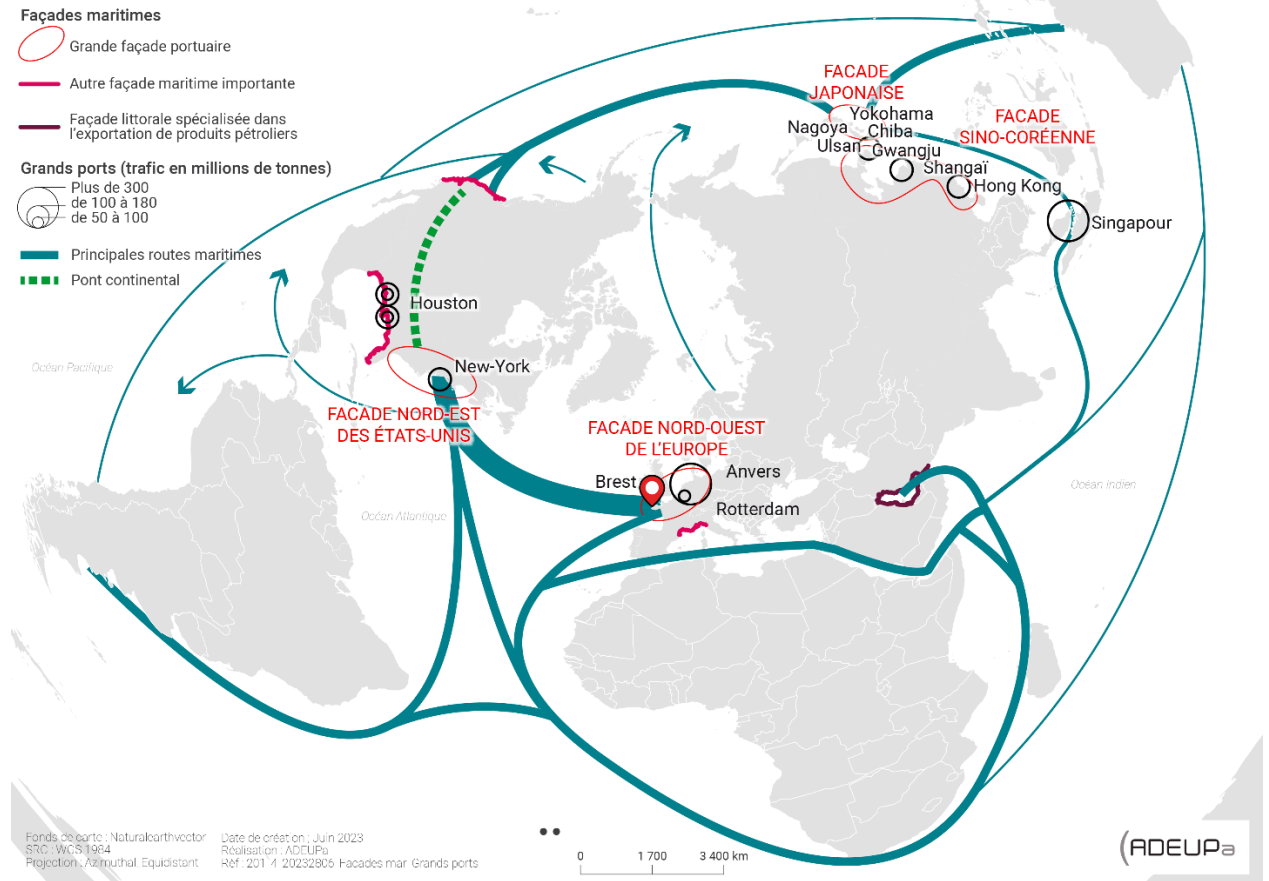 Façades maritimes
Grande façade portuaire
Autre façade maritime importante
Façade littorale spécialisée dans
l'exportation de produits pétroliers
Grands ports (trafic en millions de tonnes)
Plus de 300
de 100 à 180
de 50 à 100
Principales routes maritimes
Pont continental
FACADE
JAPONAISE
Yokohama
Nagoya
Chiba
Ulsan
Gwangju
FACADE
SINO-CORÉENNE
Shangaï
Hong Kong
Singapour
Houston
New-York
Océan Pacifique
FACADE NORD-EST
DES ÉTATS-UNIS
FACADE NORD-OUEST
DE L'EUROPE
Brest
Anvers
Rotterdam
Océan Atlantique
Océan Indien
Fonds de carte : Naturalearthvector
SRC : WGS 1984
Projection : Azimuthal Equidistant
Date de création : Juin 2023
Réalisation : ADEUPa
Réf : 201_4_20232806_Facades mar_Grands ports
0 1 700 3 400 km
ADEUPa